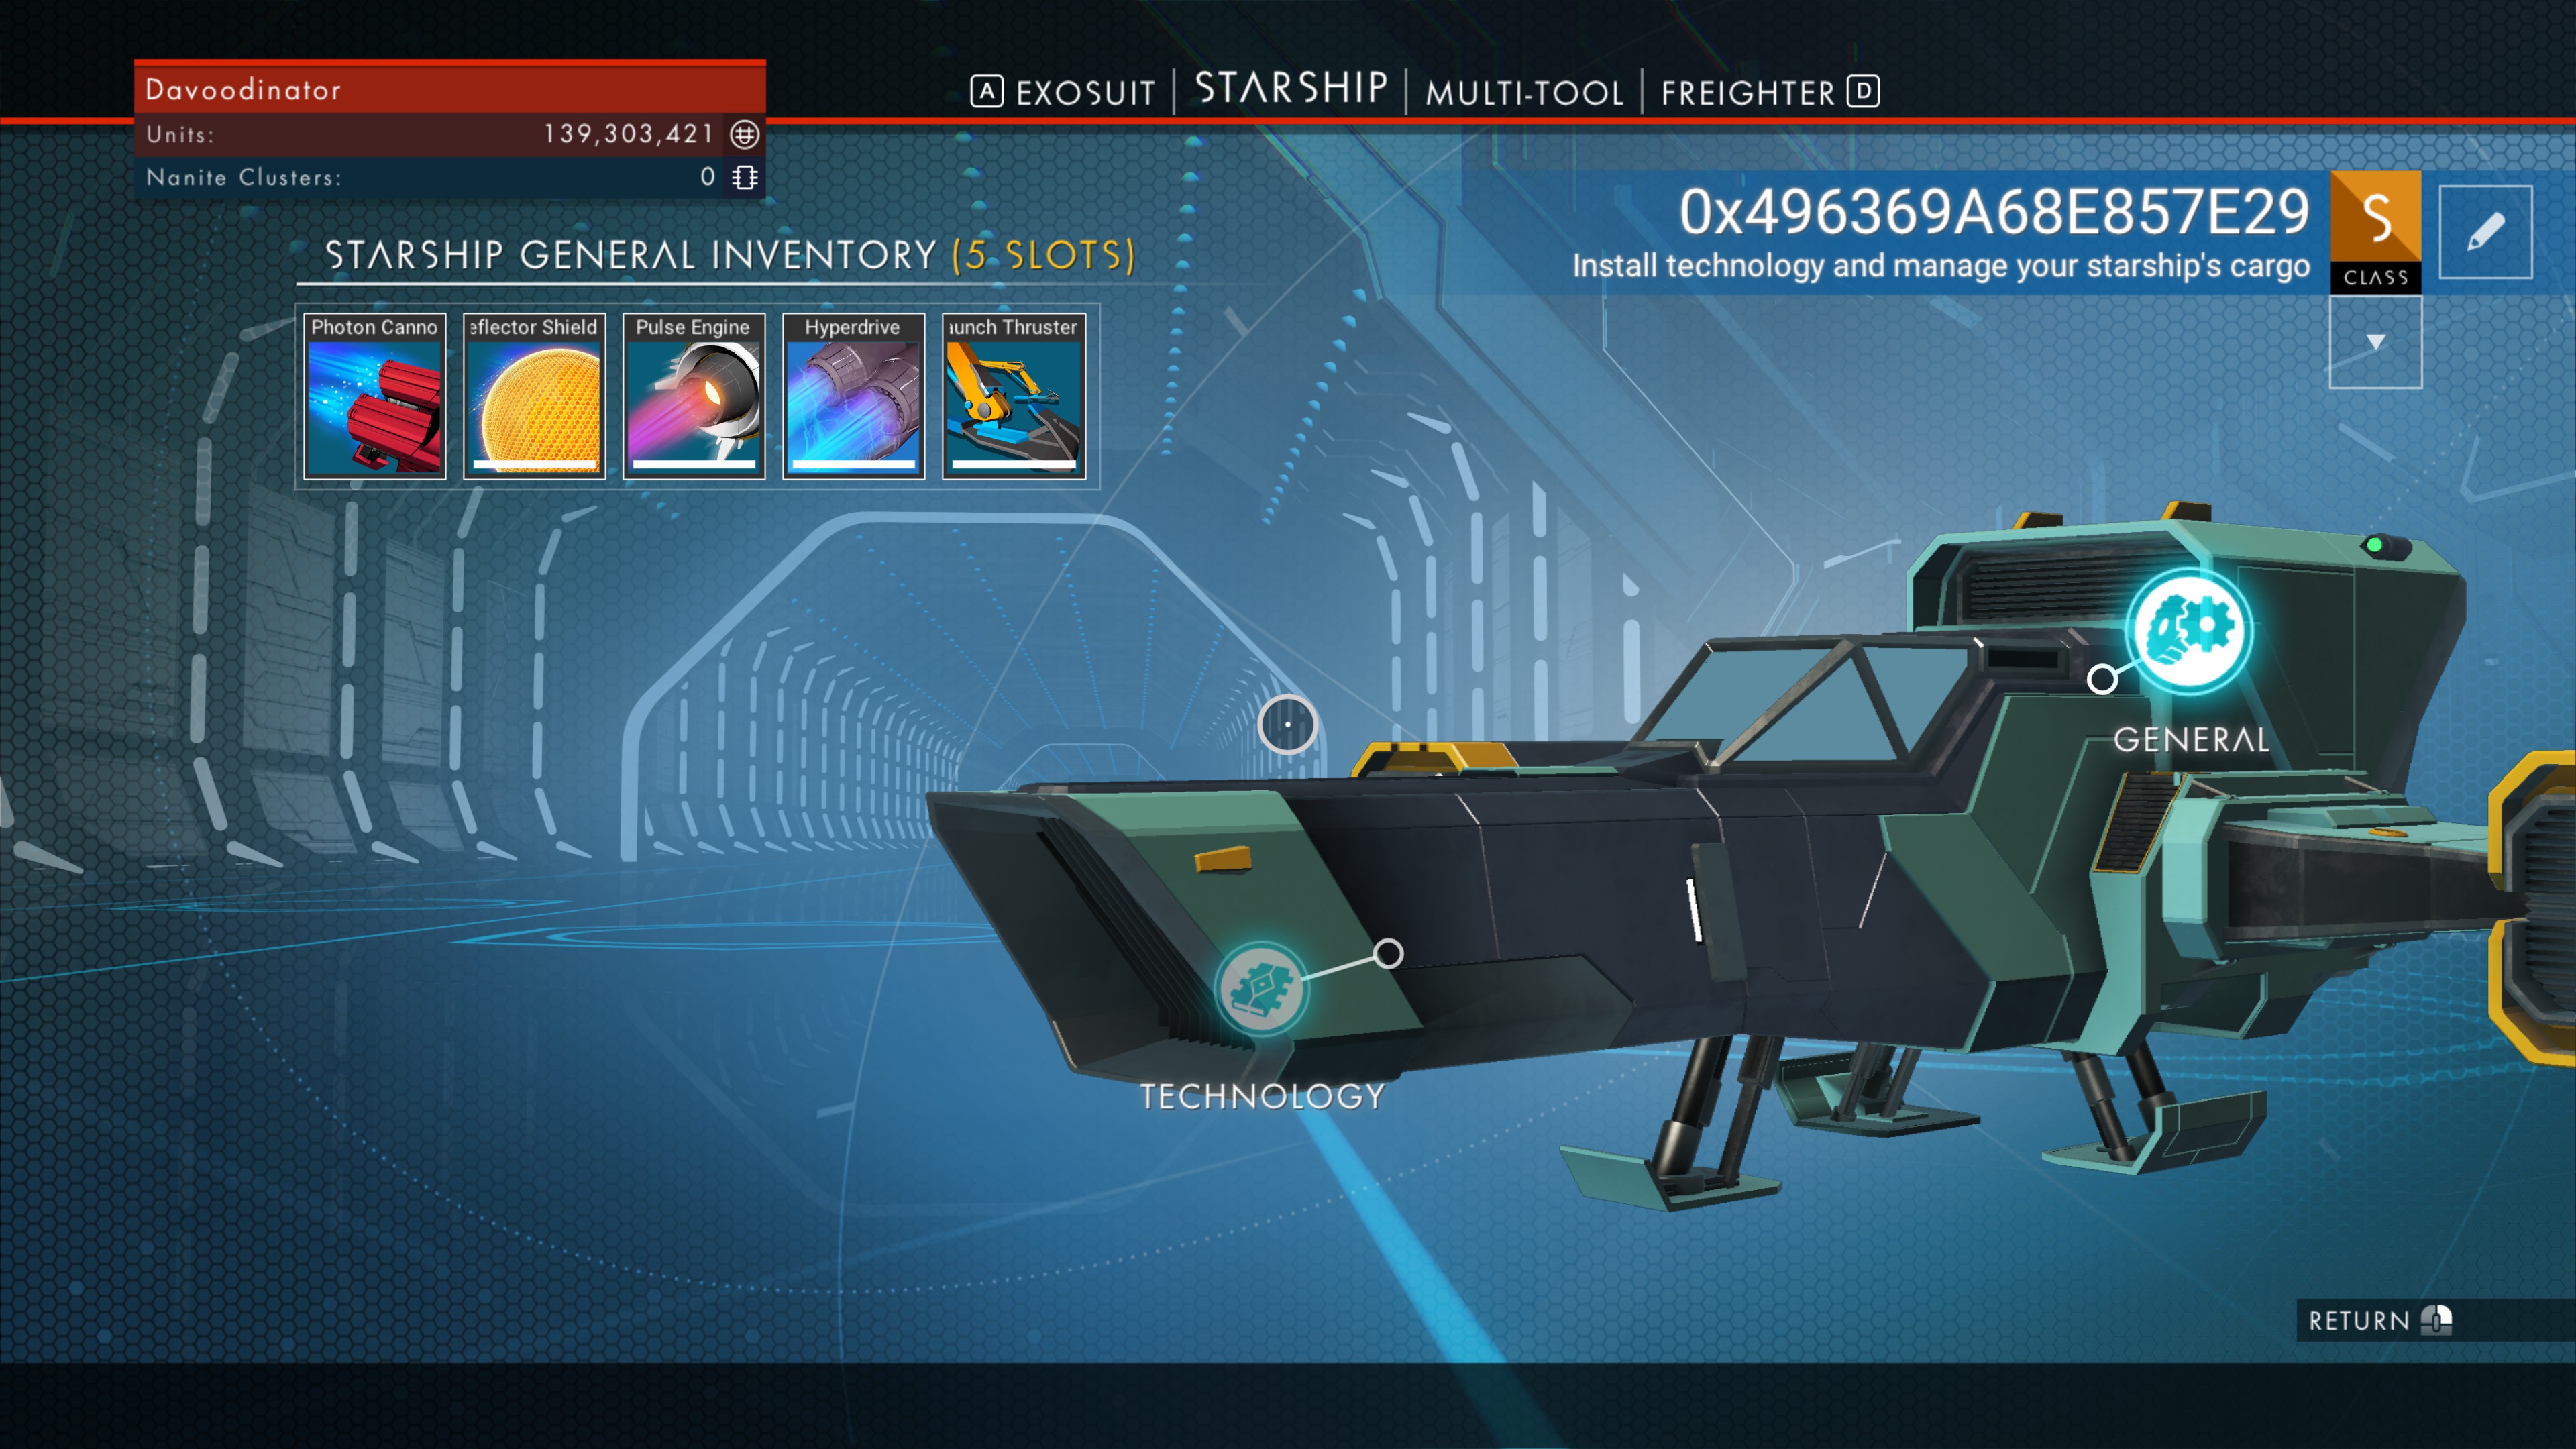 Davoodinator
Units: 139,303,421
Nanite Clusters: 0
A EXOSUIT STARSHIP MULTI-TOOL FREIGHTER D
0x496369A68E857E29
Install technology and manage your starship's cargo
S
CLASS
STARSHIP GENERAL INVENTORY (5 SLOTS)
Photon Canno eflector Shield Pulse Engine Hyperdrive aunch Thruster
GENERAL
TECHNOLOGY
RETURN